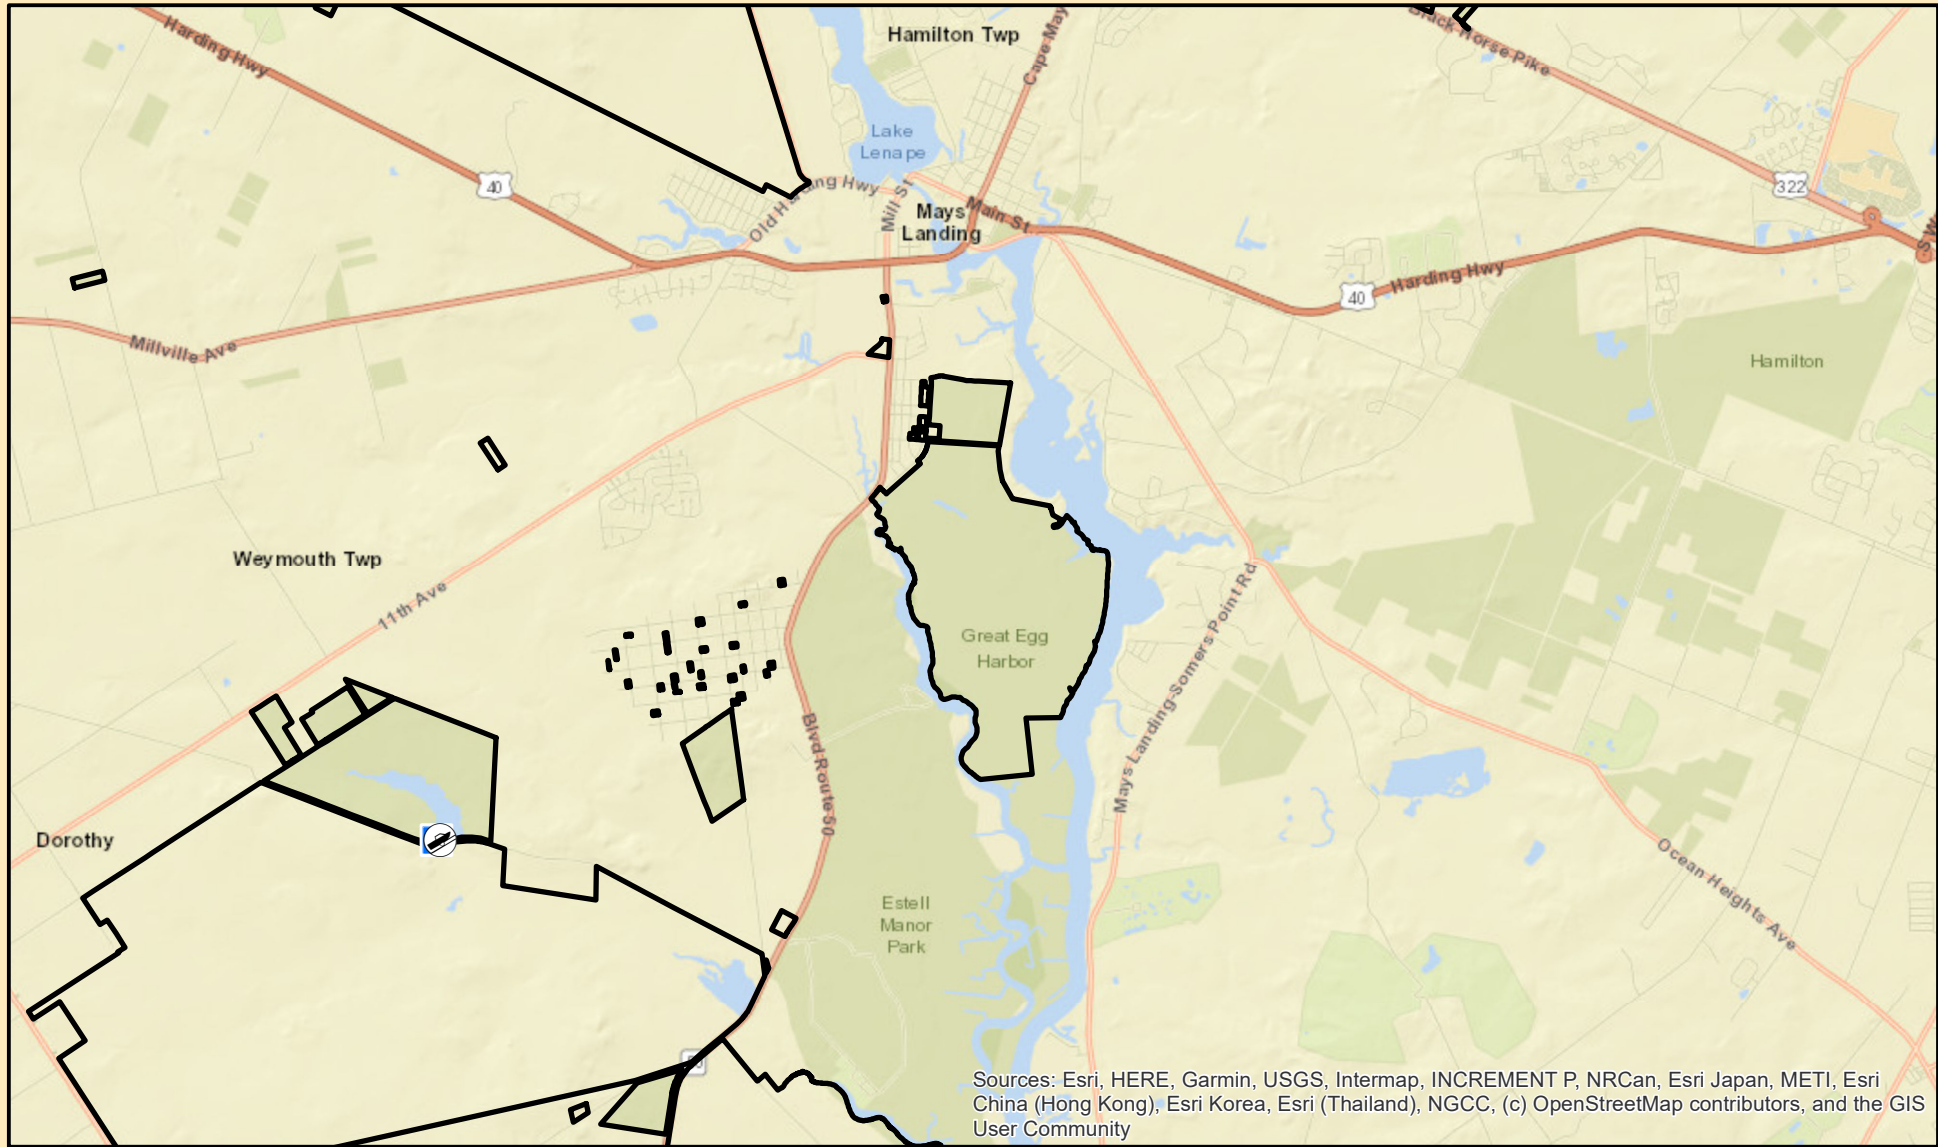 Hamilton Twp
Cape May
Black Horse Pike
Harding Hwy
Lake
Lenape
40
Old Harding Hwy
Mill St
Main St
322
Mays
Landing
Harding Hwy
40
Millville Ave
Hamilton
Weymouth Twp
11th Ave
Great Egg
Harbor
Mays Landing-Somers Point Rd
Blvd Route 50
Dorothy
Ocean Heights Ave
Estell
Manor
Park
Sources: Esri, HERE, Garmin, USGS, Intermap, INCREMENT P, NRCan, Esri Japan, METI, Esri
China (Hong Kong), Esri Korea, Esri (Thailand), NGCC, (c) OpenStreetMap contributors, and the GIS
User Community